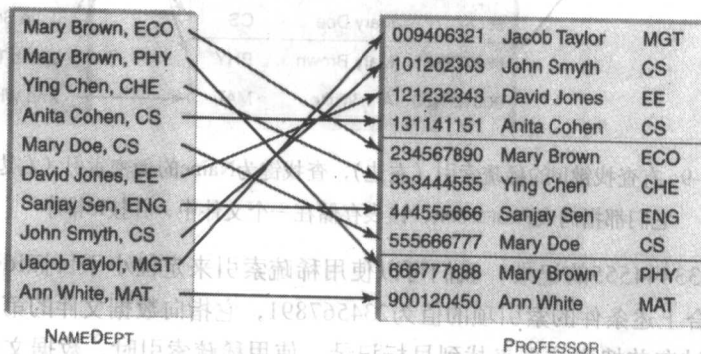 Mary Brown, ECO
Mary Brown, PHY
Ying Chen, CHE
Anita Cohen, CS
Mary Doe, CS
David Jones, EE
Sanjay Sen, ENG
John Smyth, CS
Jacob Taylor, MGT
Ann White, MAT
NAMEDEPT
009406321 Jacob Taylor MGT
101202303 John Smyth CS
121232343 David Jones EE
131141151 Anita Cohen CS
234567890 Mary Brown ECO
333444555 Ying Chen CHE
444555666 Sanjay Sen ENG
555666777 Mary Doe CS
666777888 Mary Brown PHY
900120450 Ann White MAT
PROFESSOR